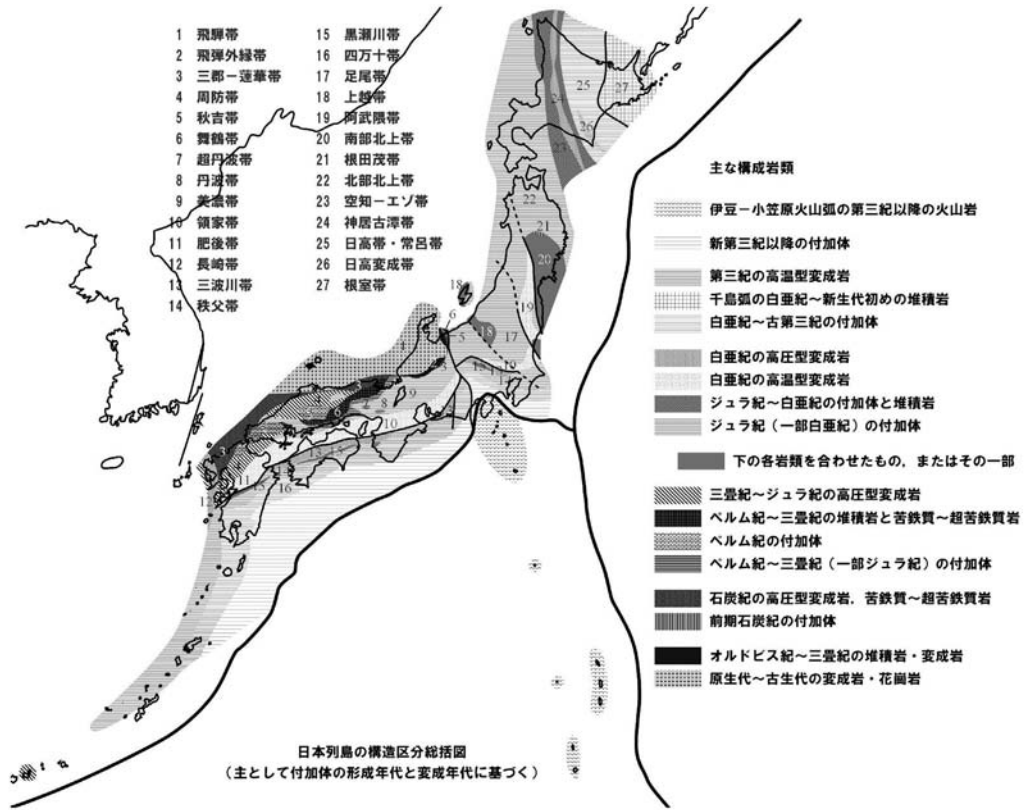 1 飛騨帯
2 飛弾外縁帯
3 三郡－蓮華帯
4 周防帯
5 秋吉帯
6 舞鶴帯
7 超丹波帯
8 丹波帯
9 美濃帯
10 領家帯
11 肥後帯
12 長崎帯
13 三波川帯
14 秩父帯
15 黒瀬川帯
16 四万十帯
17 足尾帯
18 上越帯
19 阿武隈帯
20 南部北上帯
21 根田茂帯
22 北部北上帯
23 空知－エゾ帯
24 神居古潭帯
25 日高帯・常呂帯
26 日高変成帯
27 根室帯
主な構成岩類
伊豆－小笠原火山弧の第三紀以降の火山岩
新第三紀以降の付加体
第三紀の高温型変成岩
千島弧の白亜紀～新生代初めの堆積岩
白亜紀～古第三紀の付加体
白亜紀の高圧型変成岩
白亜紀の高温型変成岩
ジュラ紀～白亜紀の付加体と堆積岩
ジュラ紀（一部白亜紀）の付加体
下の各岩類を合わせたもの，またはその一部
三畳紀～ジュラ紀の高圧型変成岩
ペルム紀～三畳紀の堆積岩と苦鉄質～超苦鉄質岩
ペルム紀の付加体
ペルム紀～三畳紀（一部ジュラ紀）の付加体
石炭紀の高圧型変成岩．苦鉄質～超苦鉄質岩
前期石炭紀の付加体
オルドビス紀～三畳紀の堆積岩・変成岩
原生代～古生代の変成岩・花崗岩
25
27
24
26
23
22
21
20
18
19
6
5
18
17
9
8
10
11
12
15
16
日本列島の構造区分総括図
（主として付加体の形成年代と変成年代に基づく）